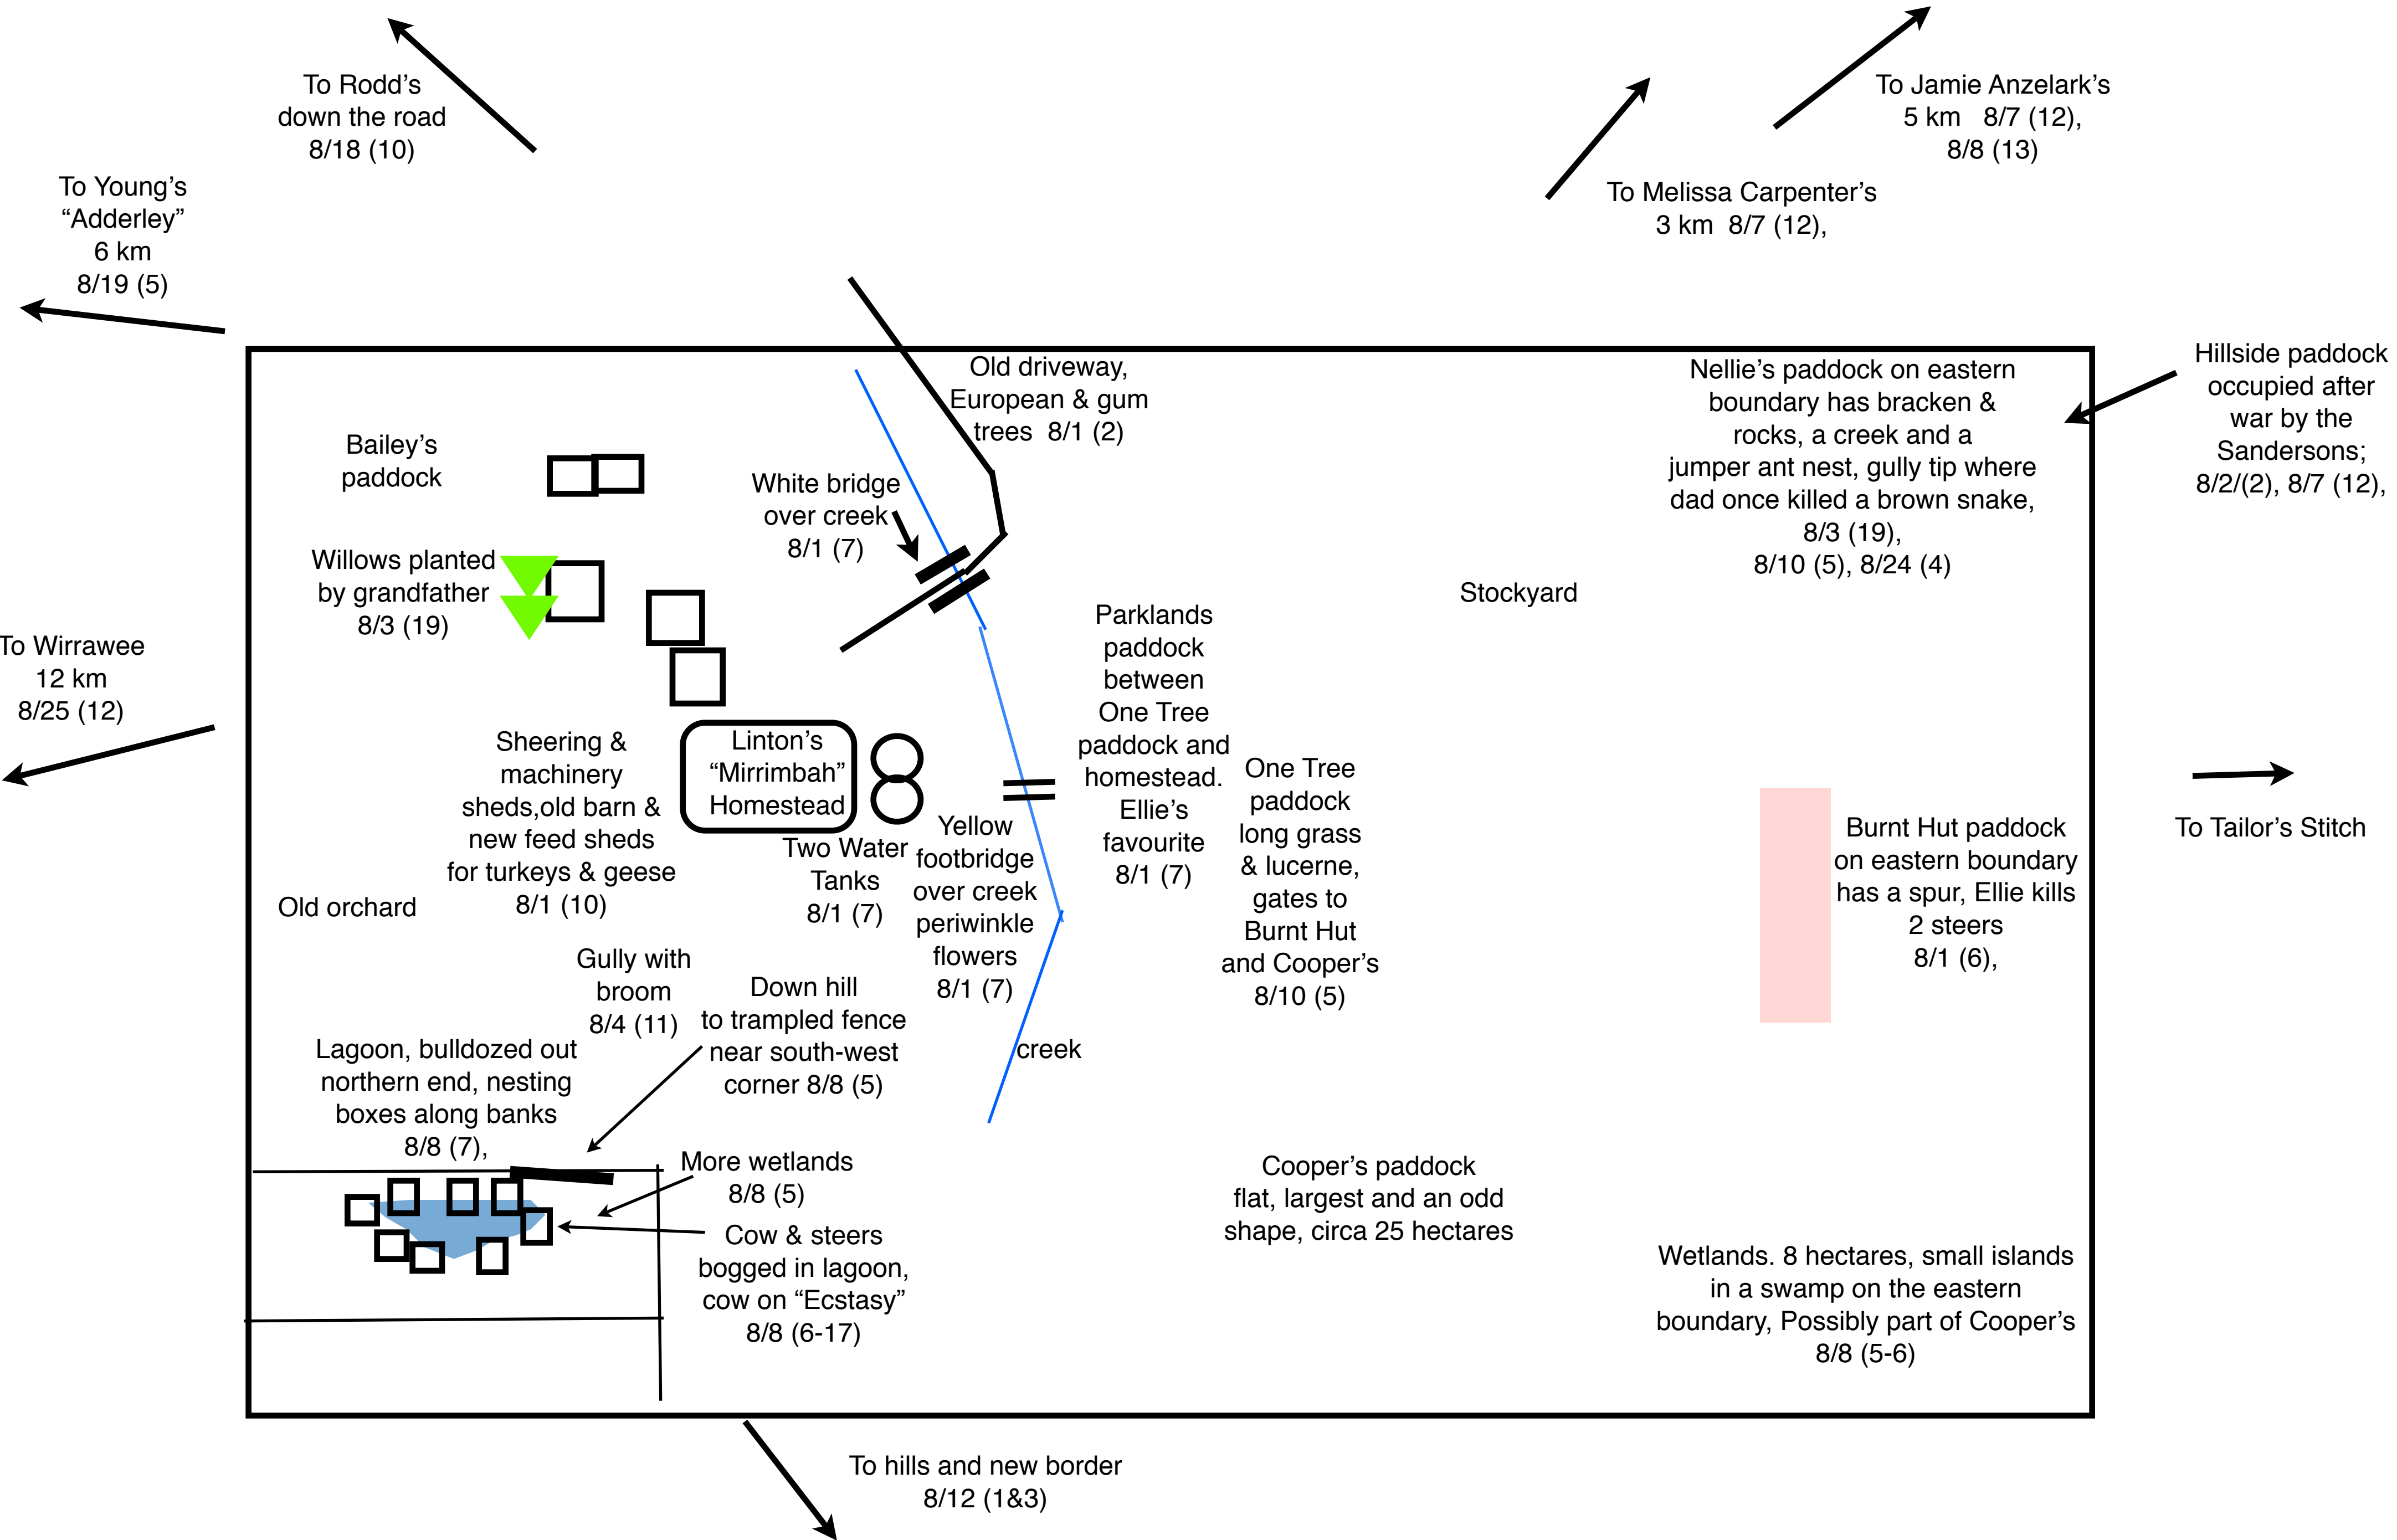 To Rodd’s
down the road
8/18 (10)
To Jamie Anzelark’s
5 km   8/7 (12),
8/8 (13)
To Young’s
“Adderley”
6 km
8/19 (5)
To Melissa Carpenter’s
3 km  8/7 (12),
Old driveway,
European & gum
trees  8/1 (2)
Nellie’s paddock on eastern
boundary has bracken &
rocks, a creek and a
jumper ant nest, gully tip where
dad once killed a brown snake,
8/3 (19),
8/10 (5), 8/24 (4)
Hillside paddock
occupied after
war by the
Sandersons;
8/2/(2), 8/7 (12),
Bailey’s
paddock
White bridge
over creek
8/1 (7)
Willows planted
by grandfather
8/3 (19)
Stockyard
To Wirrawee
12 km
8/25 (12)
Parklands
paddock
between
One Tree
paddock and
homestead.
Ellie’s
favourite
8/1 (7)
Sheering &
machinery
sheds,old barn &
new feed sheds
for turkeys & geese
8/1 (10)
Linton’s
“Mirrimbah”
Homestead
Two Water
Tanks
8/1 (7)
Yellow
footbridge
over creek
periwinkle
flowers
8/1 (7)
One Tree
paddock
long grass
& lucerne,
gates to
Burnt Hut
and Cooper’s
8/10 (5)
Burnt Hut paddock
on eastern boundary
has a spur, Ellie kills
2 steers
8/1 (6),
To Tailor’s Stitch
Old orchard
Gully with
broom
8/4 (11)
Down hill
to trampled fence
near south-west
corner 8/8 (5)
creek
Lagoon, bulldozed out
northern end, nesting
boxes along banks
8/8 (7),
More wetlands
8/8 (5)
Cow & steers
bogged in lagoon,
cow on “Ecstasy”
8/8 (6-17)
Cooper’s paddock
flat, largest and an odd
shape, circa 25 hectares
Wetlands. 8 hectares, small islands
in a swamp on the eastern
boundary, Possibly part of Cooper’s
8/8 (5-6)
To hills and new border
8/12 (1&3)